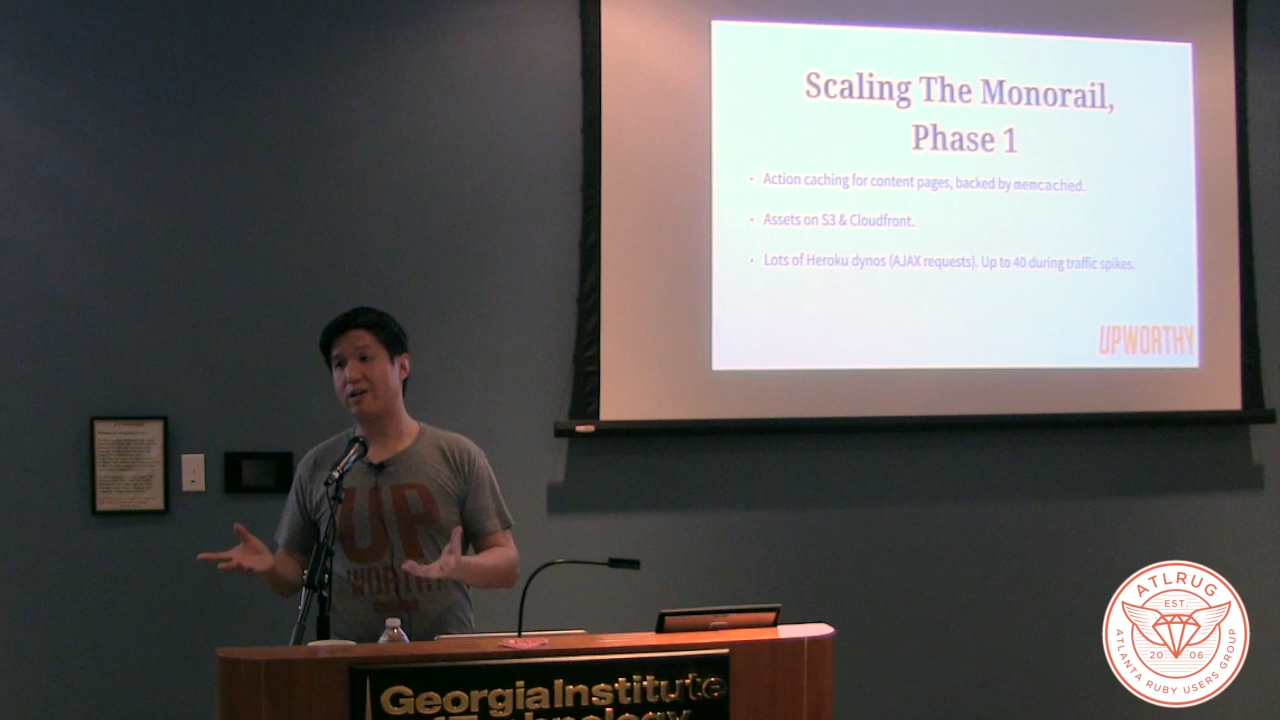 Scaling The Monorail,
Phase 1
• Action caching for content pages, backed by memcached.
• Assets on S3 & Cloudfront.
• Lots of Heroku dynos (AJAX requests). Up to 40 during traffic spikes.
UPWORTHY
UP
WORTHY
Georgia Institute
of Technology
ATLRUG
EST.
20 06
ATLANTA RUBY USERS GROUP